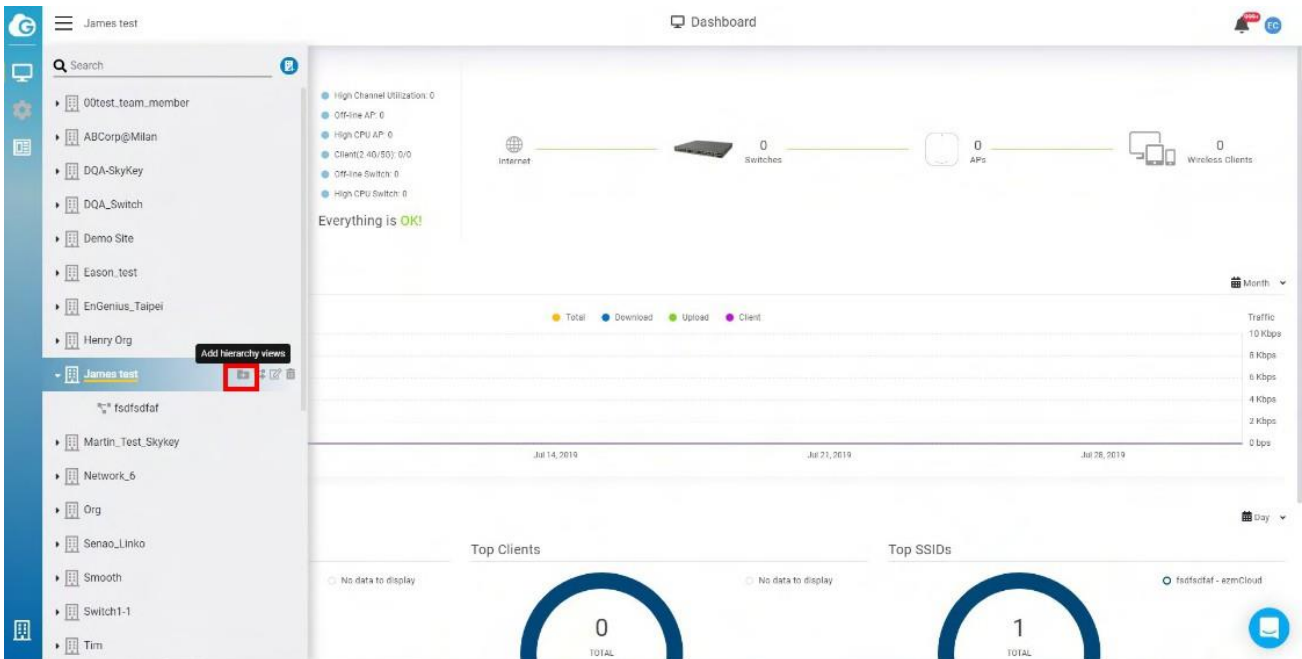 James test
Dashboard
999+
EC
Search
00test_team_member
ABCorp@Milan
DQA-SkyKey
DQA_Switch
Demo Site
Eason_test
EnGenius_Taipei
Henry Org
Add hierarchy views
James test
fsdfsdfaf
Martin_Test_Skykey
Network_6
Org
Senao_Linko
Smooth
Switch1-1
Tim
High Channel Utilization: 0
Off-line AP: 0
High CPU AP: 0
Client(2.4G/5G): 0/0
Off-line Switch: 0
High CPU Switch: 0
Everything is OK!
Internet
0
Switches
0
APs
0
Wireless Clients
Month
Total Download Upload Client
Traffic
10 Kbps
8 Kbps
6 Kbps
4 Kbps
2 Kbps
0 bps
Jul 14, 2019 Jul 21, 2019 Jul 28, 2019
Day
Top Clients
Top SSIDs
No data to display
No data to display
fsdfsdfaf - ezmCloud
0
TOTAL
1
TOTAL